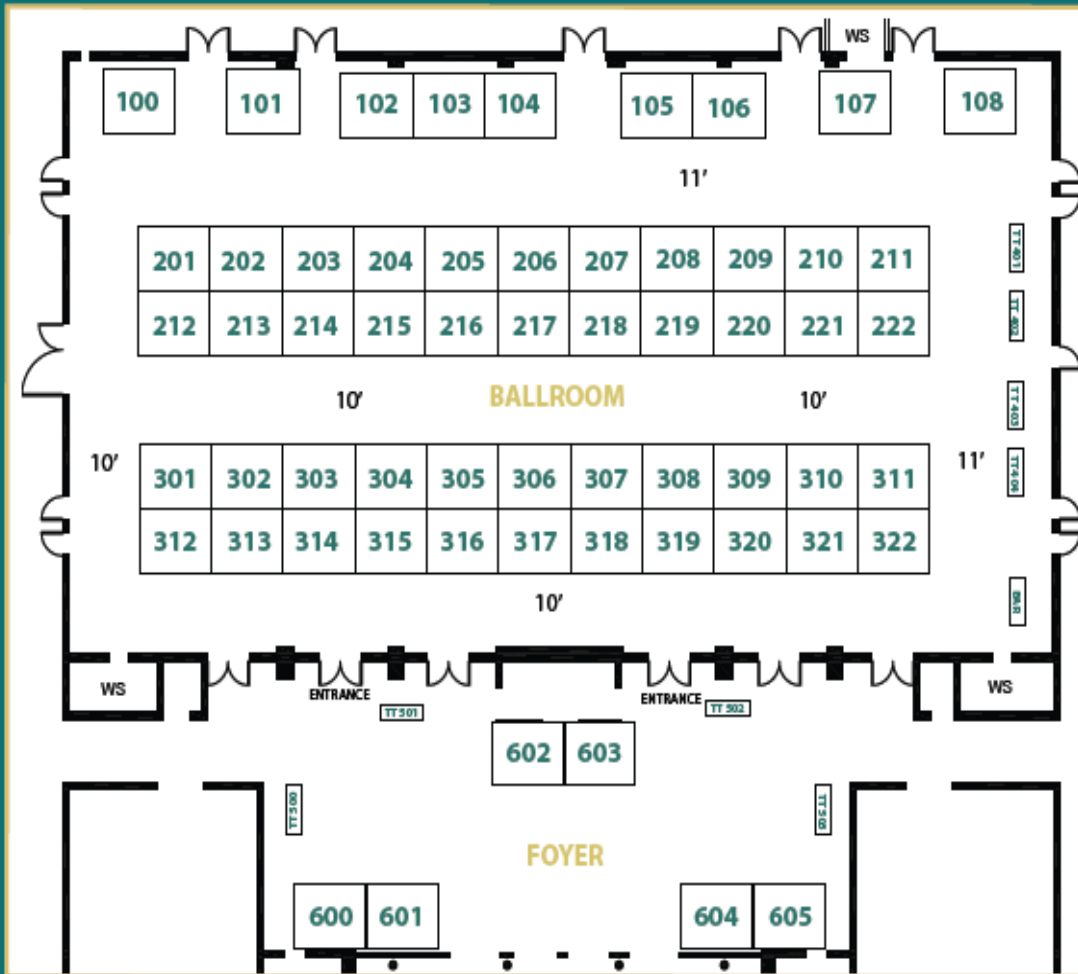 WS
100 101 102 103 104 105 106 107 108
11'
201 202 203 204 205 206 207 208 209 210 211
TT 401
212 213 214 215 216 217 218 219 220 221 222
TT 402
10' BALLROOM 10'
TT 403
10' 301 302 303 304 305 306 307 308 309 310 311 11'
TT 404
312 313 314 315 316 317 318 319 320 321 322
10'
BAR
WS WS
ENTRANCE ENTRANCE
TT 501 TT 502
602 603
TT 500 TT 503
FOYER
600 601 604 605